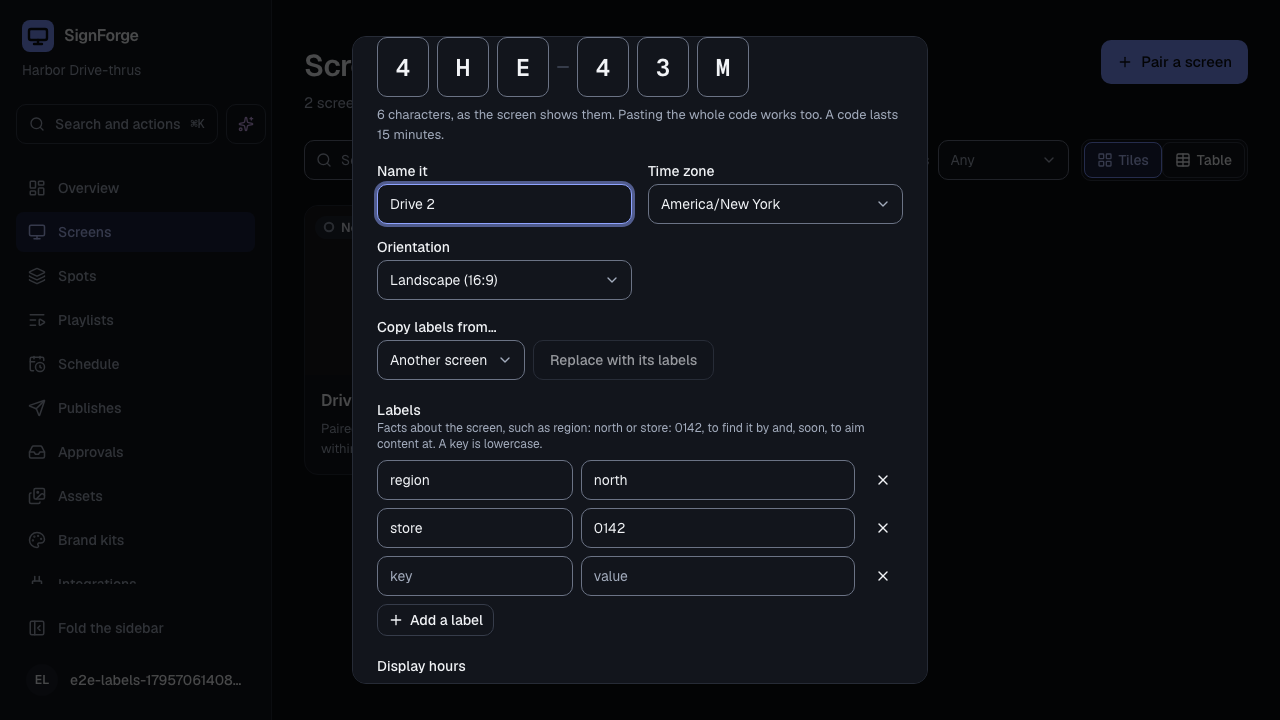 SignForge
Harbor Drive-thrus
Search and actions ⌘K
Overview
Screens
Spots
Playlists
Schedule
Publishes
Approvals
Assets
Brand kits
Integrations
Fold the sidebar
EL e2e-labels-17957061408...
2 scree
Pair a screen
Any
Tiles Table
Paire
within
4 H E – 4 3 M
6 characters, as the screen shows them. Pasting the whole code works too. A code lasts
15 minutes.
Name it Time zone
Drive 2 America/New York
Orientation
Landscape (16:9)
Copy labels from...
Another screen Replace with its labels
Labels
Facts about the screen, such as region: north or store: 0142, to find it by and, soon, to aim
content at. A key is lowercase.
region north
store 0142
key value
Add a label
Display hours